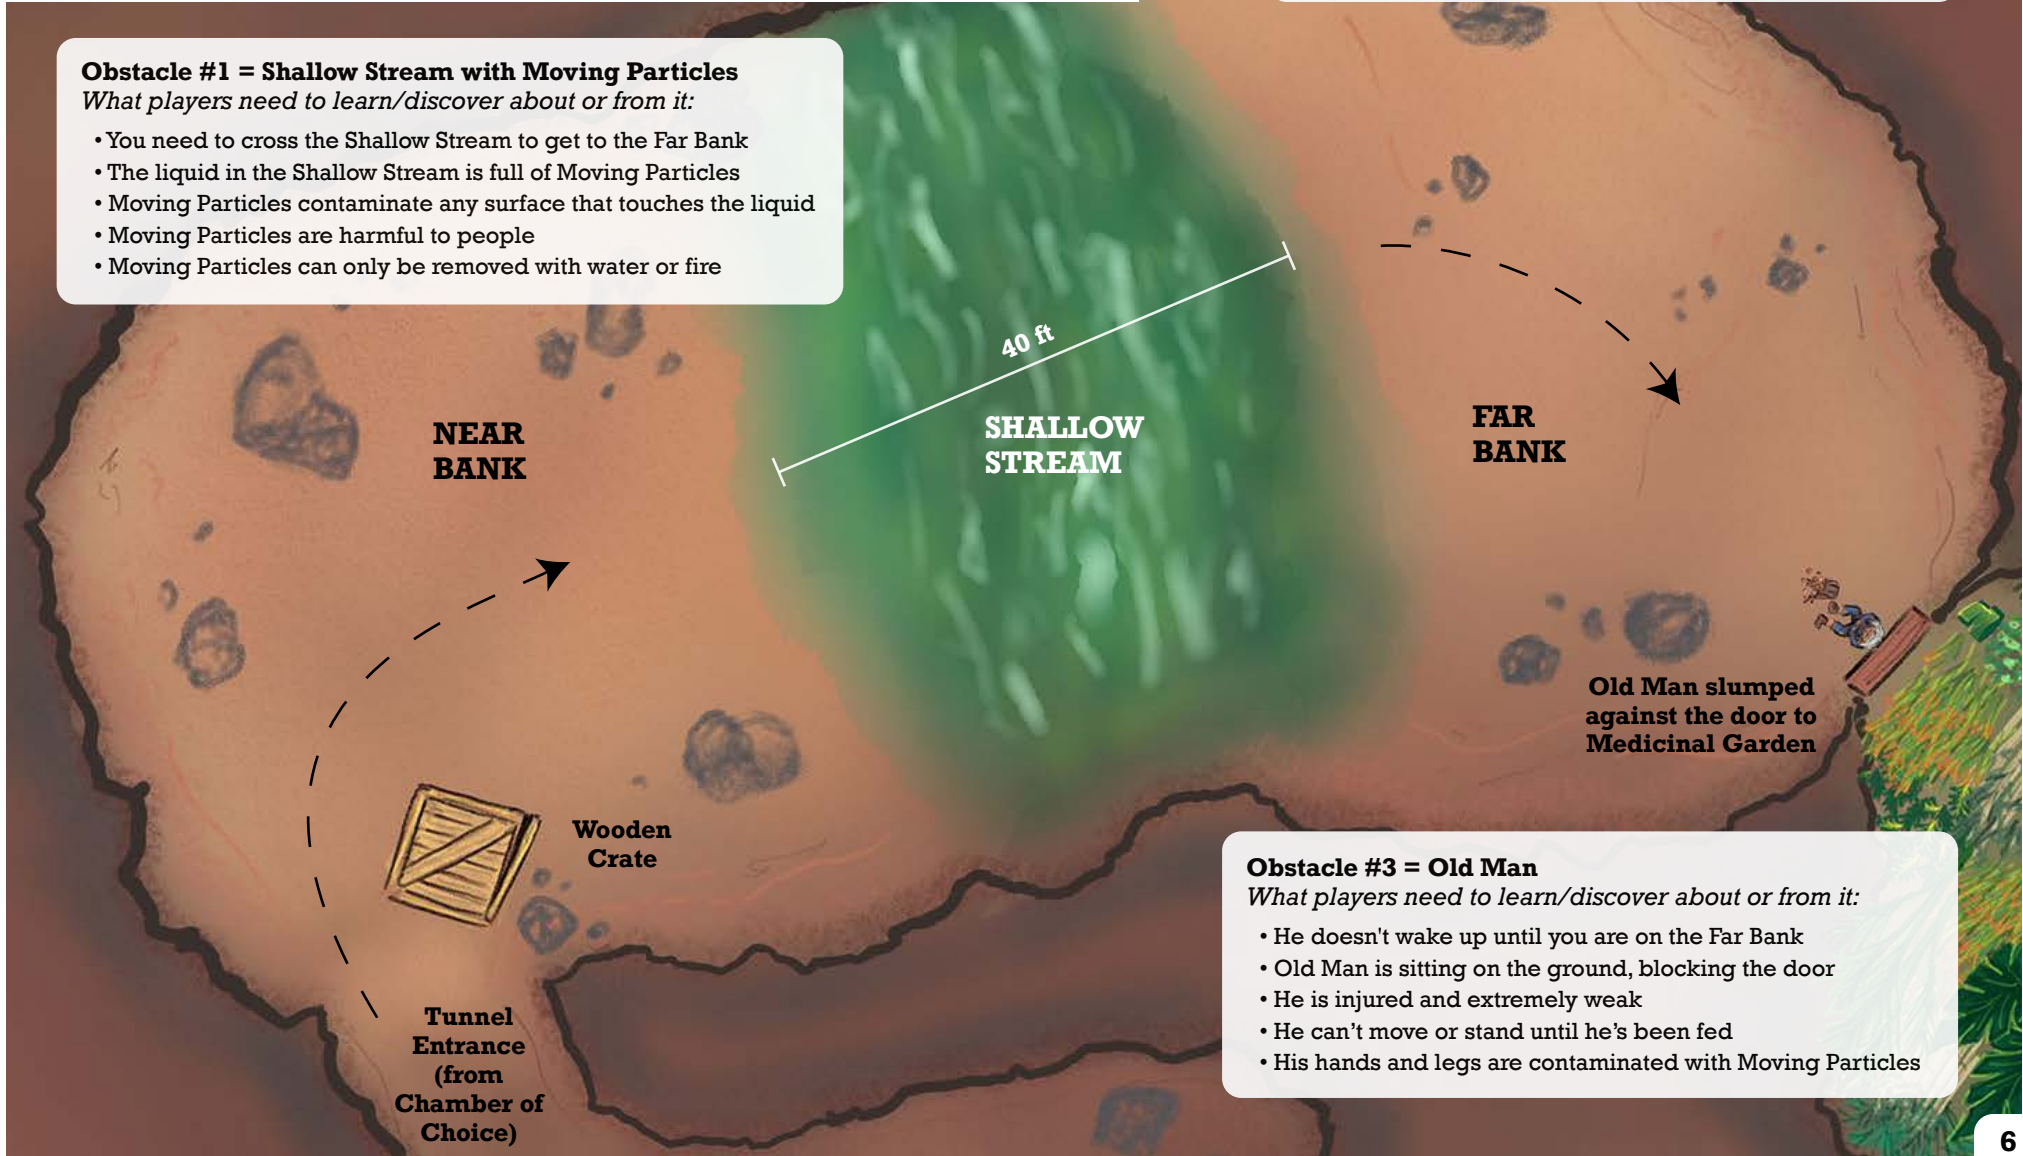 Obstacle #1 = Shallow Stream with Moving Particles
What players need to learn/discover about or from it:
• You need to cross the Shallow Stream to get to the Far Bank
• The liquid in the Shallow Stream is full of Moving Particles
• Moving Particles contaminate any surface that touches the liquid
• Moving Particles are harmful to people
• Moving Particles can only be removed with water or fire
40 ft
NEAR
BANK
SHALLOW
STREAM
FAR
BANK
Old Man slumped
against the door to
Medicinal Garden
Wooden
Crate
Tunnel
Entrance
(from
Chamber of
Choice)
Obstacle #3 = Old Man
What players need to learn/discover about or from it:
• He doesn't wake up until you are on the Far Bank
• Old Man is sitting on the ground, blocking the door
• He is injured and extremely weak
• He can’t move or stand until he’s been fed
• His hands and legs are contaminated with Moving Particles
6